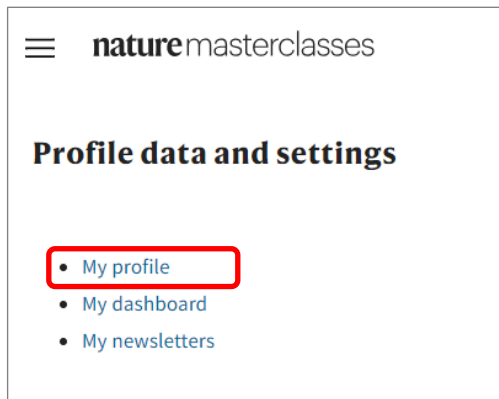 nature masterclasses
Profile data and settings
My profile
My dashboard
My newsletters